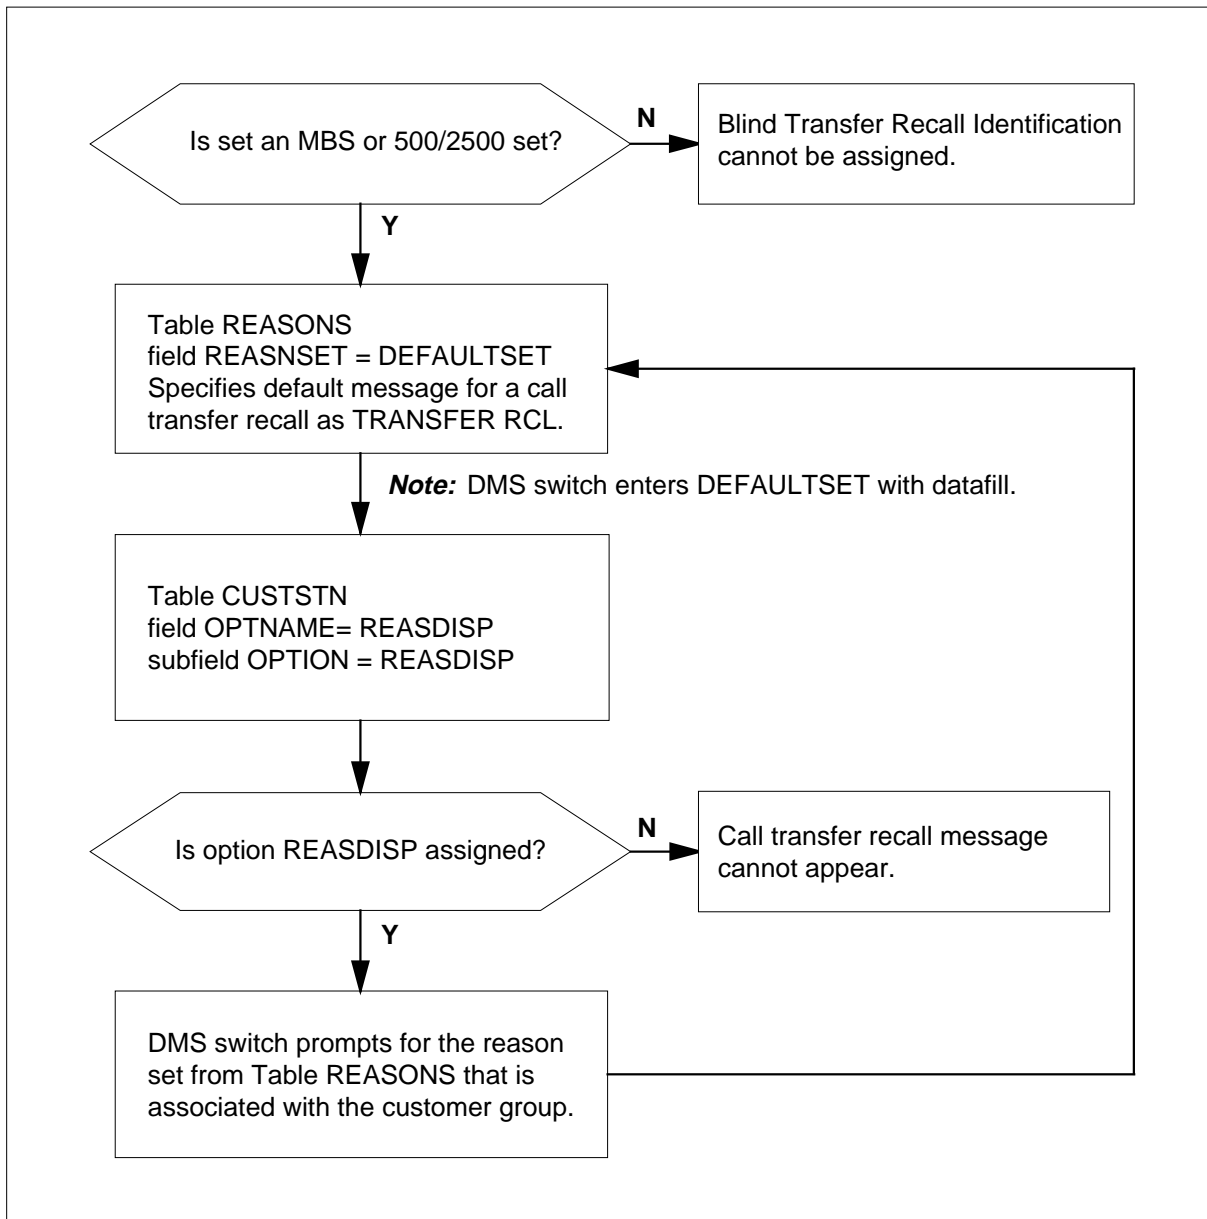 Is set an MBS or 500/2500 set?
N
Blind Transfer Recall Identification
cannot be assigned.
Y
Table REASONS
field REASNSET = DEFAULTSET
Specifies default message for a call
transfer recall as TRANSFER RCL.
Note: DMS switch enters DEFAULTSET with datafill.
Table CUSTSTN
field OPTNAME= REASDISP
subfield OPTION = REASDISP
Is option REASDISP assigned?
N
Call transfer recall message
cannot appear.
Y
DMS switch prompts for the reason
set from Table REASONS that is
associated with the customer group.